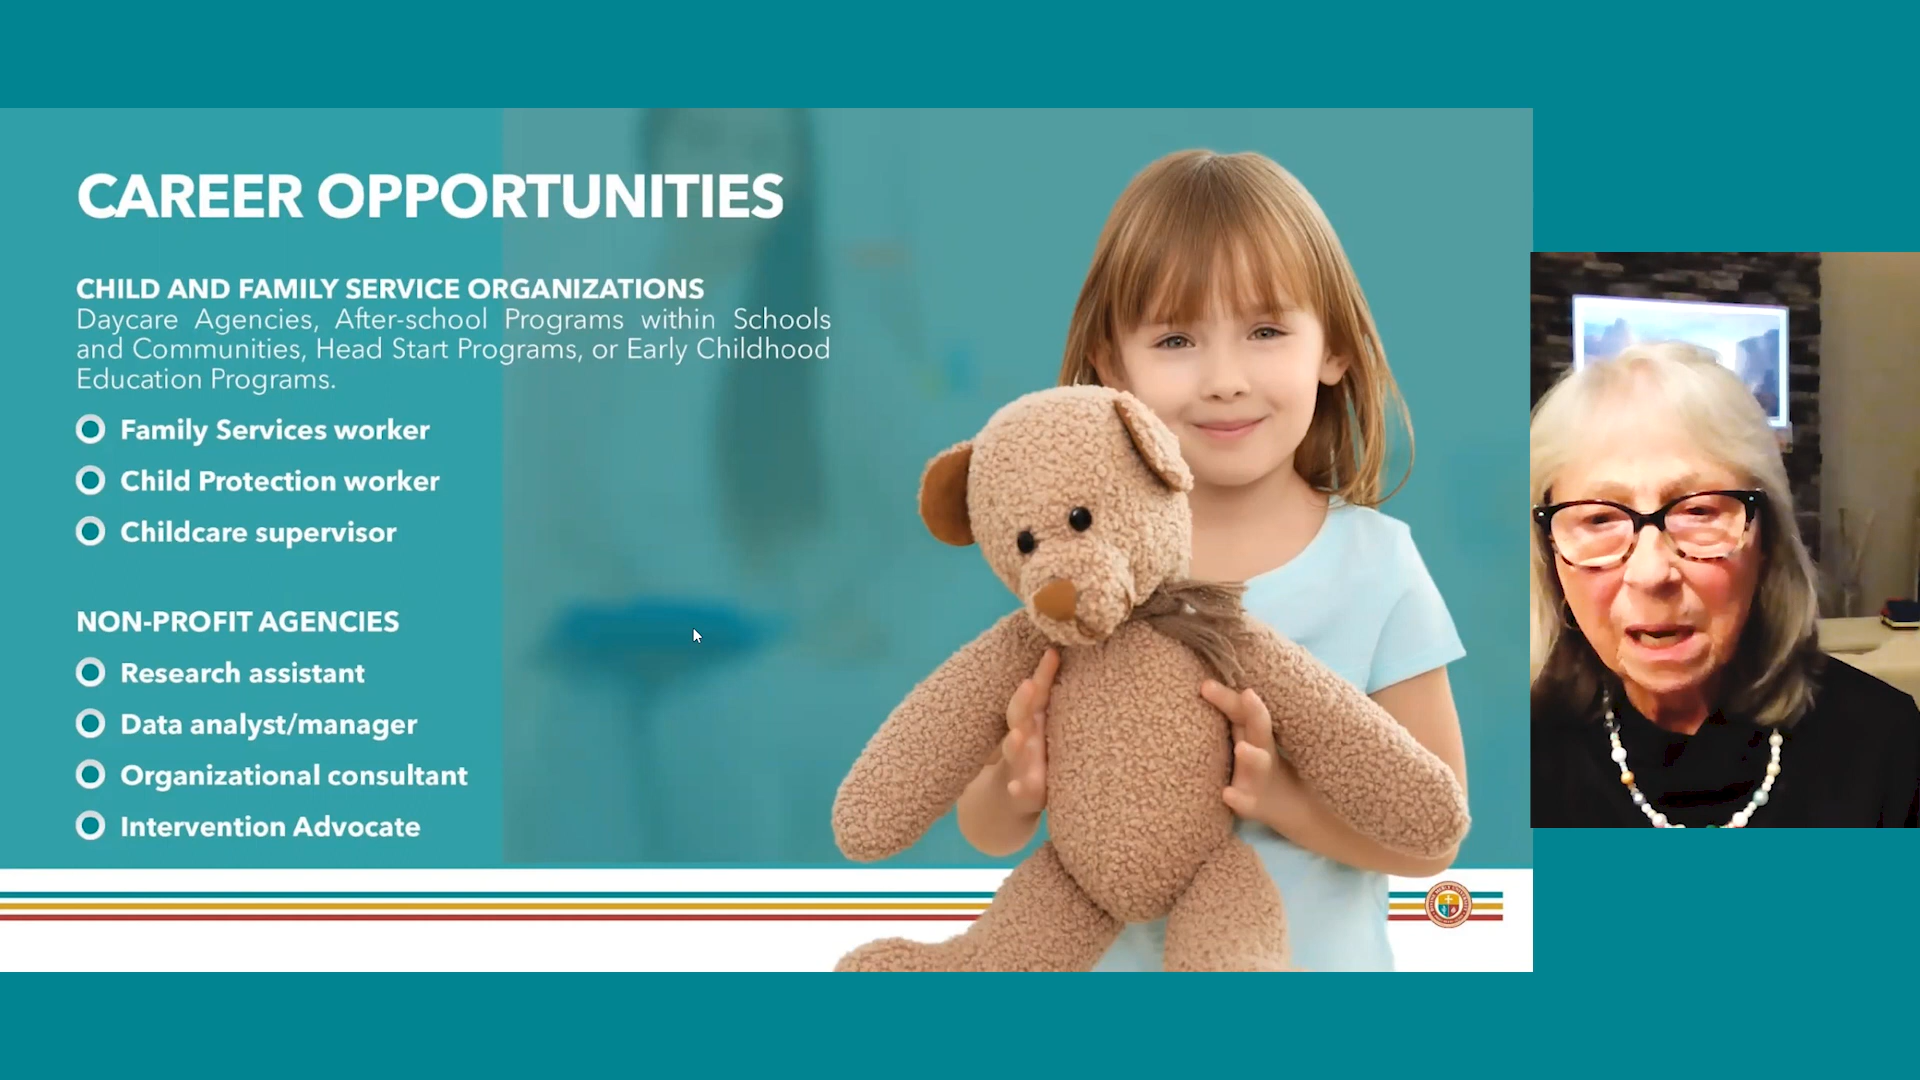 CAREER OPPORTUNITIES
CHILD AND FAMILY SERVICE ORGANIZATIONS
Daycare Agencies, After-school Programs within Schools
and Communities, Head Start Programs, or Early Childhood
Education Programs.
Family Services worker
Child Protection worker
Childcare supervisor
NON-PROFIT AGENCIES
Research assistant
Data analyst/manager
Organizational consultant
Intervention Advocate